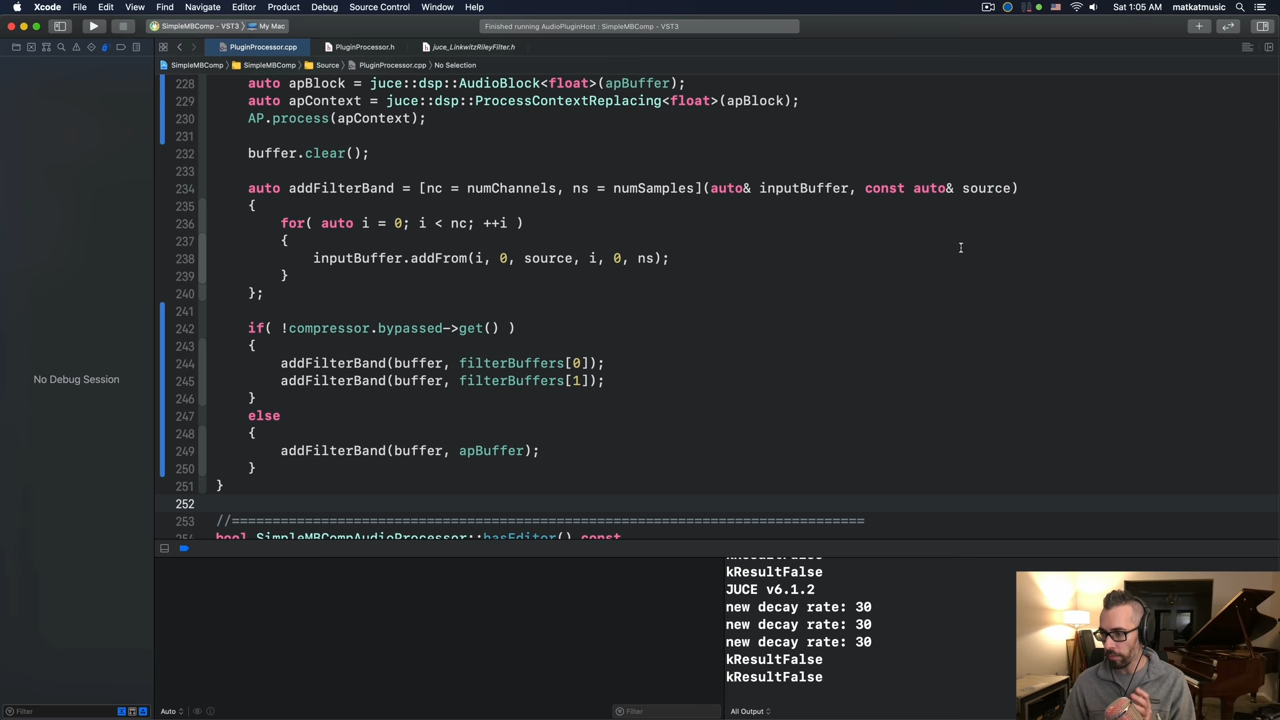 Xcode File Edit View Find Navigate Editor Product Debug Source Control Window Help Sat 1:05 AM matkatmusic
SimpleMBComp - VST3 My Mac Finished running AudioPluginHost : SimpleMBComp - VST3
PluginProcessor.cpp PluginProcessor.h juce_LinkwitzRileyFilter.h
SimpleMBComp SimpleMBComp Source PluginProcessor.cpp No Selection
228 auto apBlock = juce::dsp::AudioBlock<float>(apBuffer);
229 auto apContext = juce::dsp::ProcessContextReplacing<float>(apBlock);
230 AP.process(apContext);
231
232 buffer.clear();
233
234 auto addFilterBand = [nc = numChannels, ns = numSamples](auto& inputBuffer, const auto& source)
235 {
236 for( auto i = 0; i < nc; ++i )
237 {
238 inputBuffer.addFrom(i, 0, source, i, 0, ns);
239 }
240 };
241
242 if( !compressor.bypassed->get() )
243 {
244 addFilterBand(buffer, filterBuffers[0]);
245 addFilterBand(buffer, filterBuffers[1]);
246 }
247 else
248 {
249 addFilterBand(buffer, apBuffer);
250 }
251 }
252
253 //==============================================================================
254 bool SimpleMBCompAudioProcessor::hasEditor() const
No Debug Session
kResultFalse
kResultFalse
JUCE v6.1.2
new decay rate: 30
new decay rate: 30
new decay rate: 30
kResultFalse
kResultFalse
Filter Auto Filter All Output